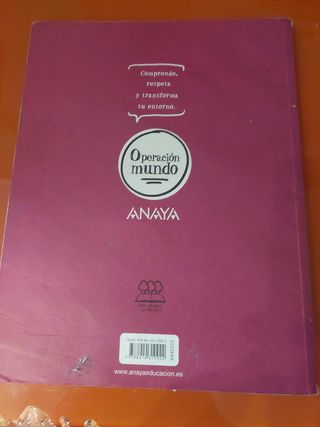 Comprende,
respeta
y transforma
tu entorno.
Operación
mundo
ANAYA
www.anayaeducacion.es